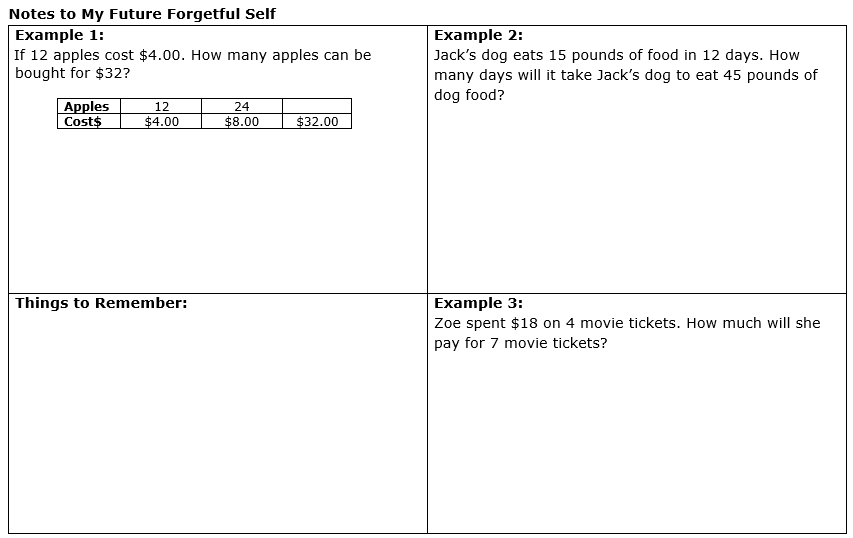 Notes to My Future Forgetful Self
Example 1:
If 12 apples cost $4.00. How many apples can be
bought for $32?
Apples 12 24
Cost$ $4.00 $8.00 $32.00
Example 2:
Jack’s dog eats 15 pounds of food in 12 days. How
many days will it take Jack’s dog to eat 45 pounds of
dog food?
Things to Remember:
Example 3:
Zoe spent $18 on 4 movie tickets. How much will she
pay for 7 movie tickets?